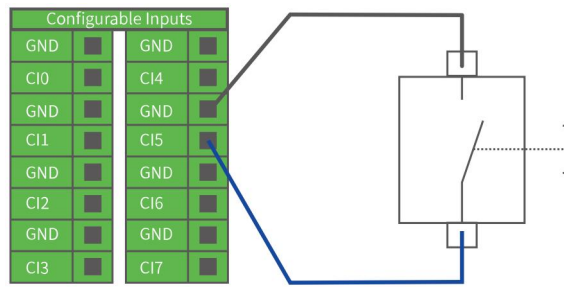 Configurable Inputs
GND GND
CI0 CI4
GND GND
CI1 CI5
GND GND
CI2 CI6
GND GND
CI3 CI7